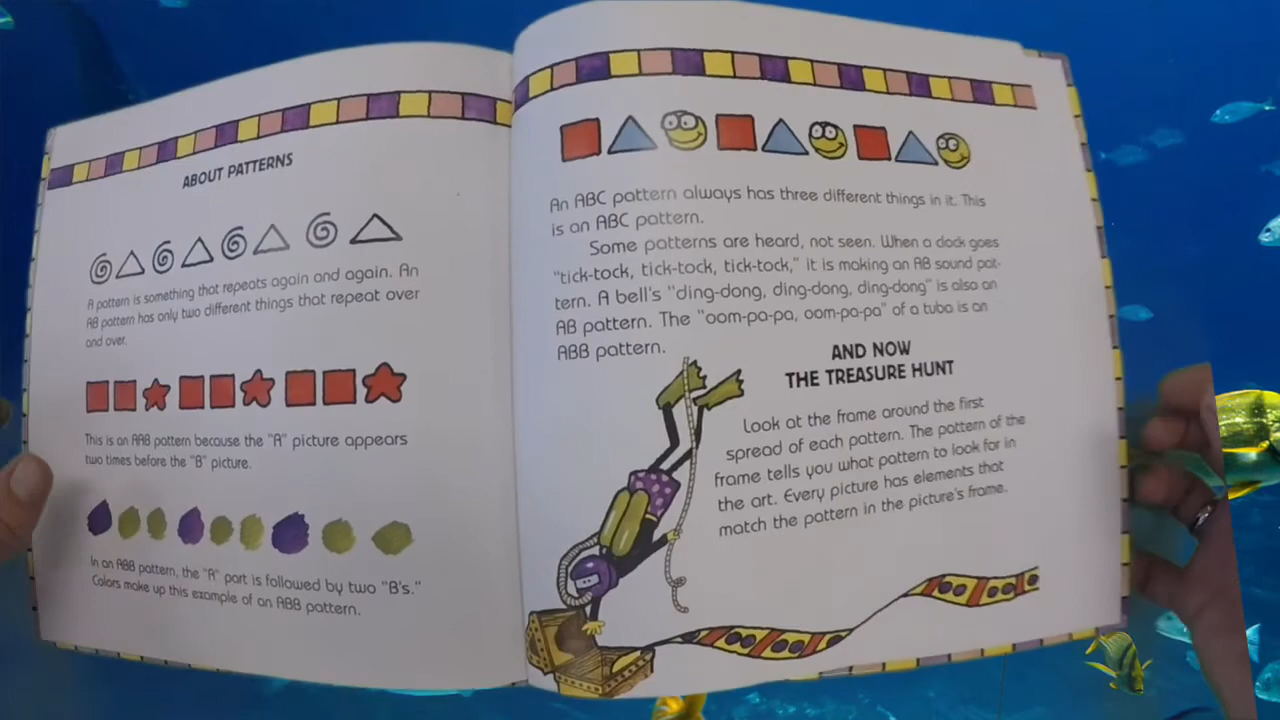 ABOUT PATTERNS
A pattern is something that repeats again and again. An
AB pattern has only two different things that repeat over
and over.
This is an AAB pattern because the "A" picture appears
two times before the "B" picture.
In an ABB pattern, the "A" part is followed by two "B's."
Colors make up this example of an ABB pattern.
An ABC pattern always has three different things in it. This
is an ABC pattern.
Some patterns are heard, not seen. When a clock goes
"tick-tock, tick-tock, tick-tock," it is making an AB sound pat-
tern. A bell's "ding-dong, ding-dong, ding-dong" is also an
AB pattern. The "oom-pa-pa, oom-pa-pa" of a tuba is an
ABB pattern.
AND NOW
THE TREASURE HUNT
Look at the frame around the first
spread of each pattern. The pattern of the
frame tells you what pattern to look for in
the art. Every picture has elements that
match the pattern in the picture's frame.